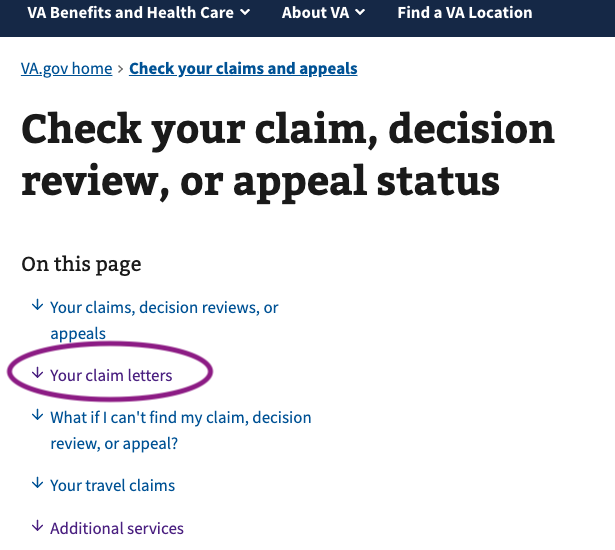 VA Benefits and Health Care About VA Find a VA Location
VA.gov home > Check your claims and appeals
Check your claim, decision
review, or appeal status
On this page
↓ Your claims, decision reviews, or
appeals
↓ Your claim letters
↓ What if I can't find my claim, decision
review, or appeal?
↓ Your travel claims
↓ Additional services